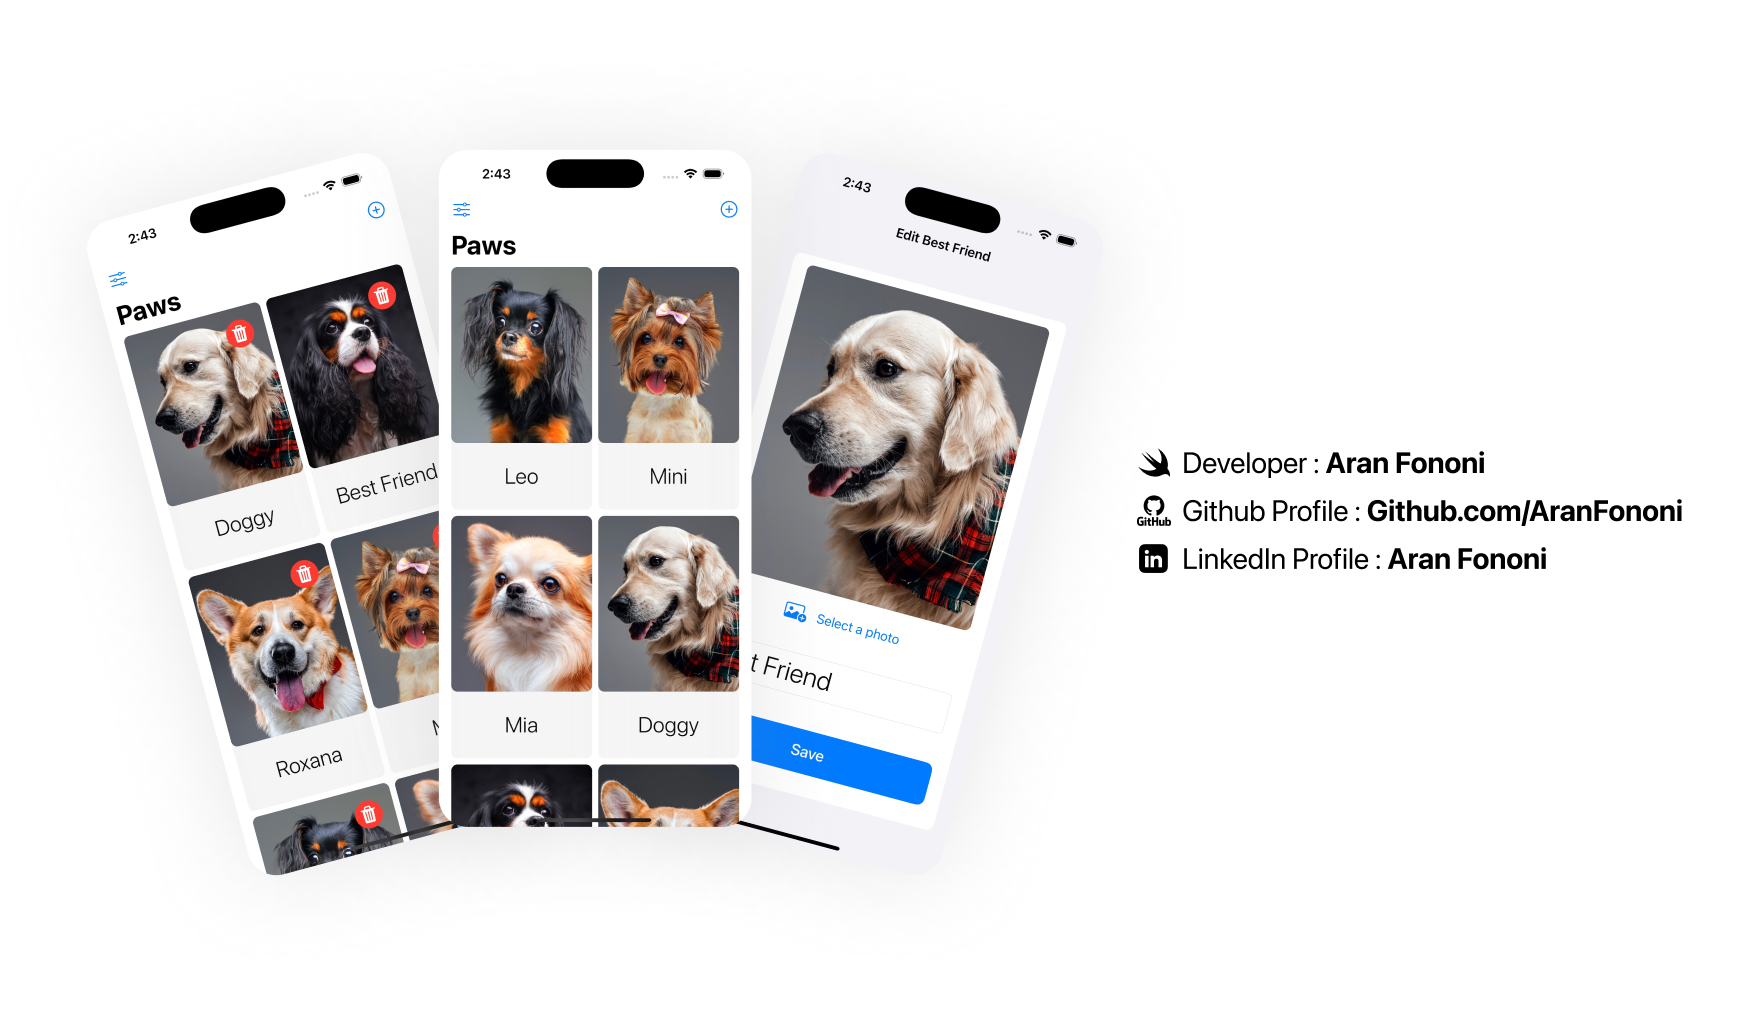 2:43
Paws
Doggy
Best Friend
Roxana
2:43
Paws
Leo
Mini
Mia
Doggy
2:43
Edit Best Friend
Select a photo
t Friend
Save
Developer : Aran Fononi
GitHub
Github Profile : Github.com/AranFononi
in
LinkedIn Profile : Aran Fononi